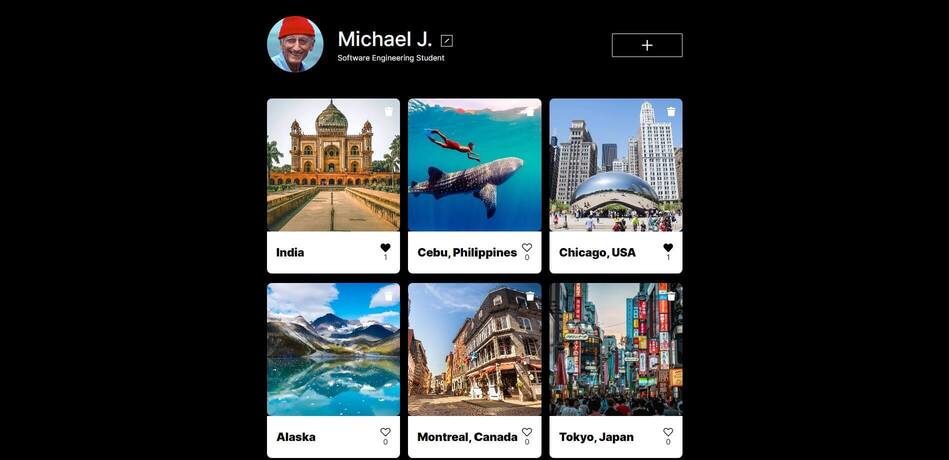 Michael J.
Software Engineering Student
India
1
Cebu, Philippines
0
Chicago, USA
1
Alaska
0
Montreal, Canada
0
Tokyo, Japan
0